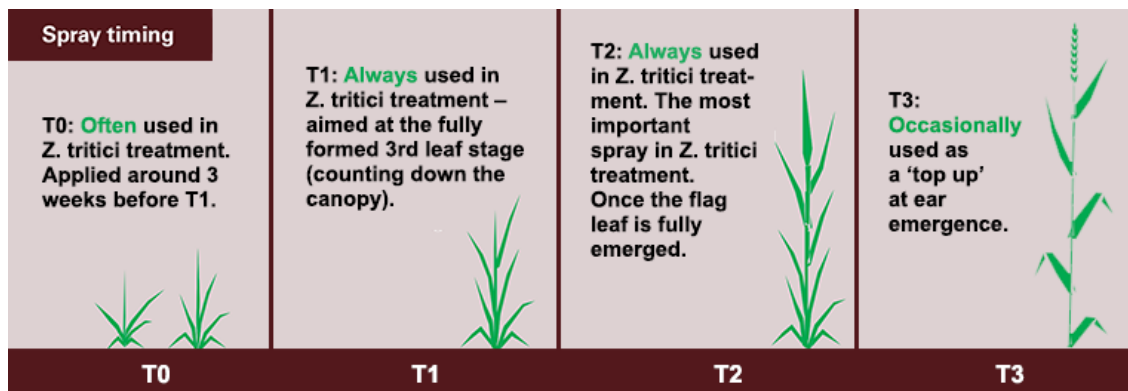 Spray timing
T0: Often used in
Z. tritici treatment.
Applied around 3
weeks before T1.
T1: Always used in
Z. tritici treatment –
aimed at the fully
formed 3rd leaf stage
(counting down the
canopy).
T2: Always used
in Z. tritici treat-
ment. The most
important
spray in Z. tritici
treatment.
Once the flag
leaf is fully
emerged.
T3:
Occasionally
used as
a ‘top up’
at ear
emergence.
T0
T1
T2
T3